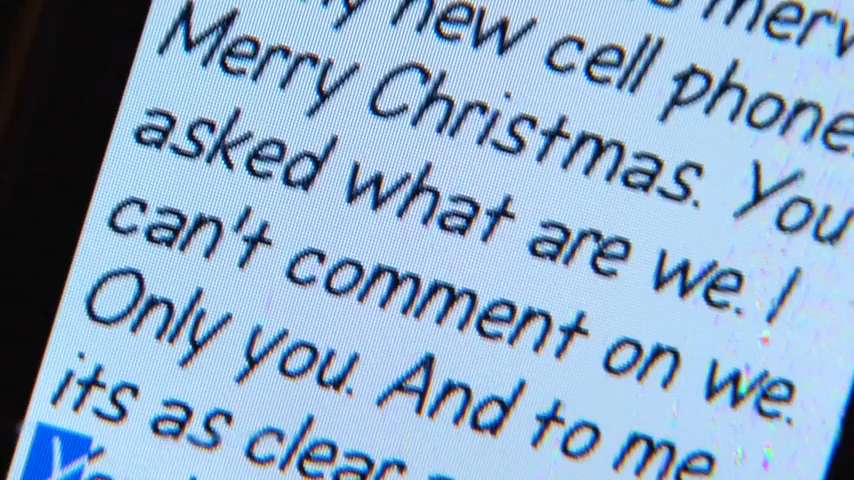 new cell phone.
Merry Christmas. You
asked what are we. I
can't comment on we.
Only you. And to me
its as clear